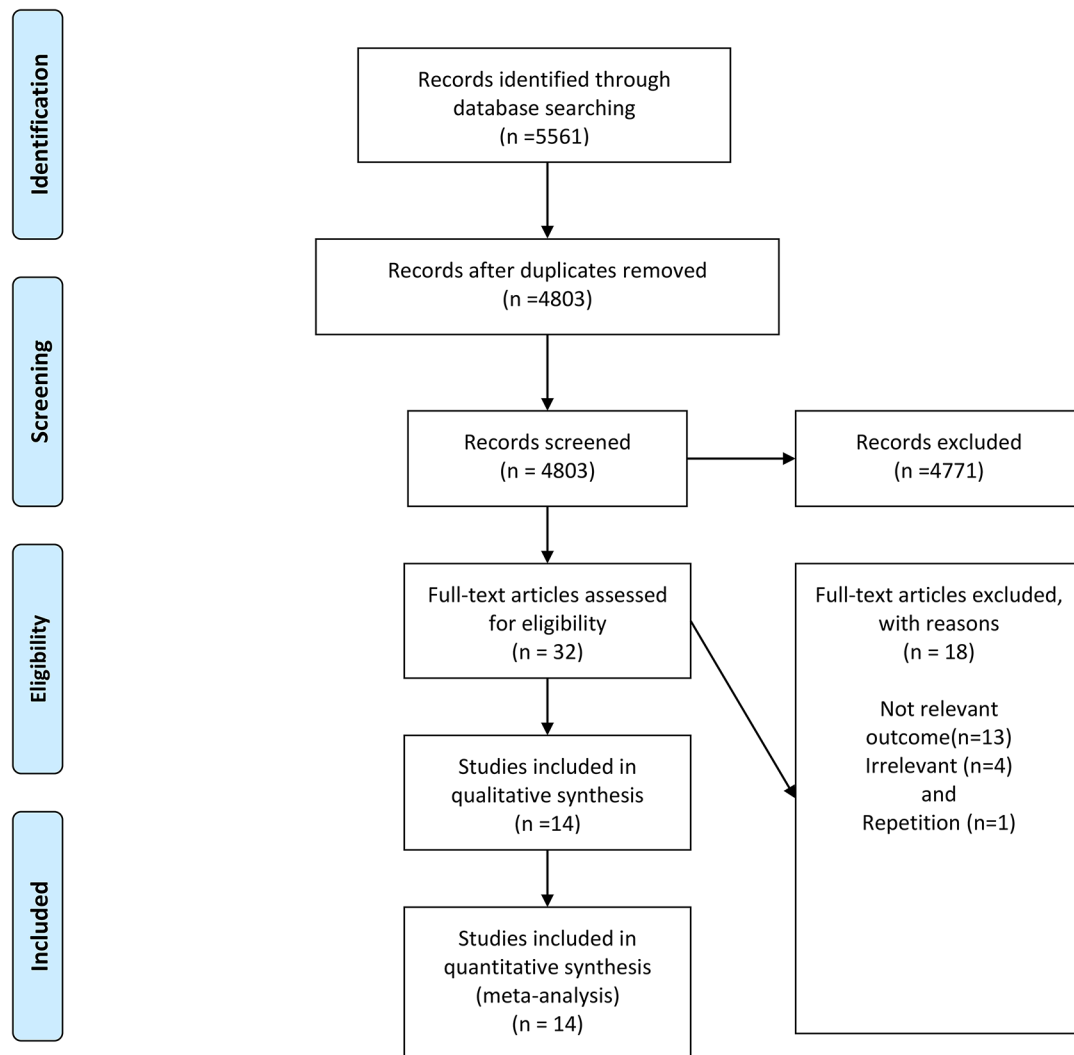 Identification
Records identified through
database searching
(n =5561)
Records after duplicates removed
(n =4803)
Screening
Records screened
(n = 4803)
Records excluded
(n =4771)
Eligibility
Full-text articles assessed
for eligibility
(n = 32)
Full-text articles excluded,
with reasons
(n = 18)
Not relevant
outcome(n=13)
Irrelevant (n=4)
and
Repetition (n=1)
Studies included in
qualitative synthesis
(n =14)
Included
Studies included in
quantitative synthesis
(meta-analysis)
(n = 14)